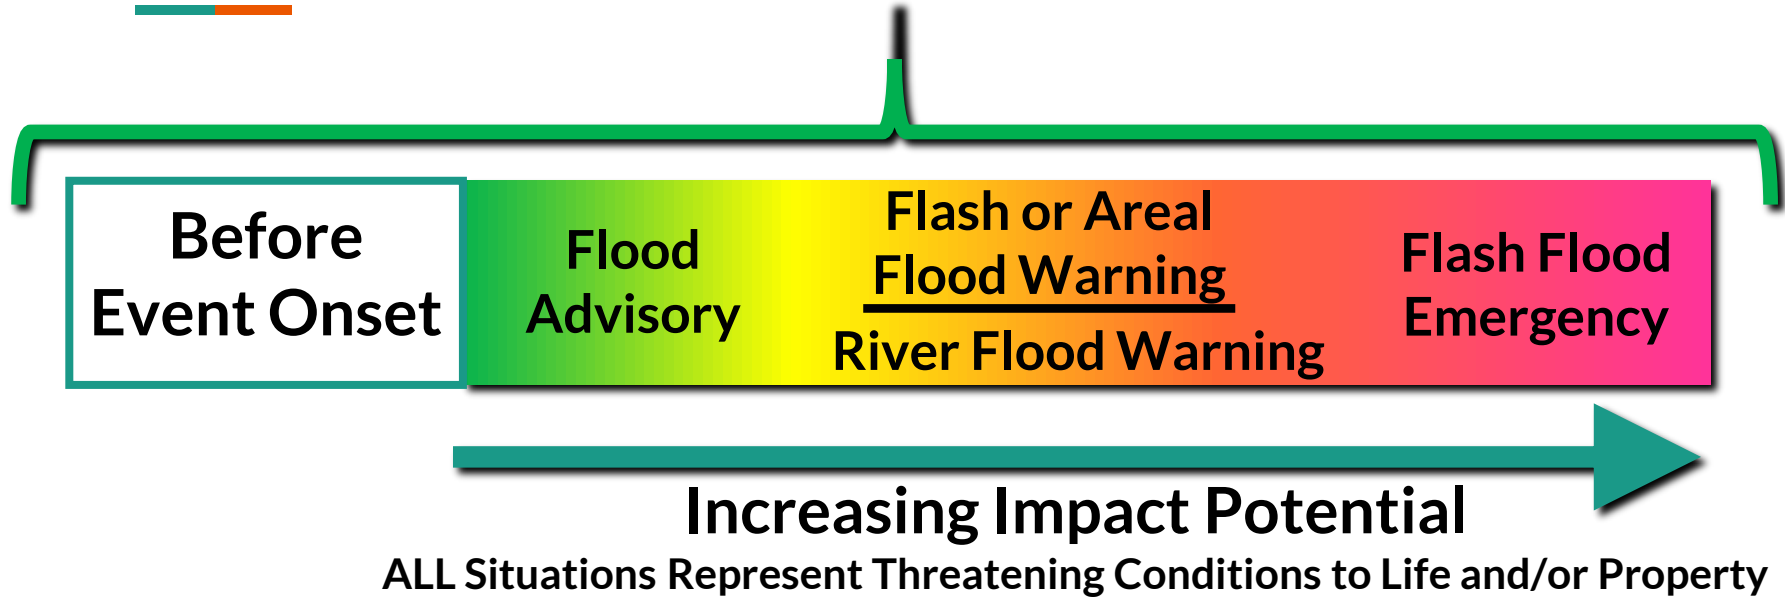 Before
Event Onset
Flood
Advisory
Flash or Areal
Flood Warning
River Flood Warning
Flash Flood
Emergency
Increasing Impact Potential
ALL Situations Represent Threatening Conditions to Life and/or Property